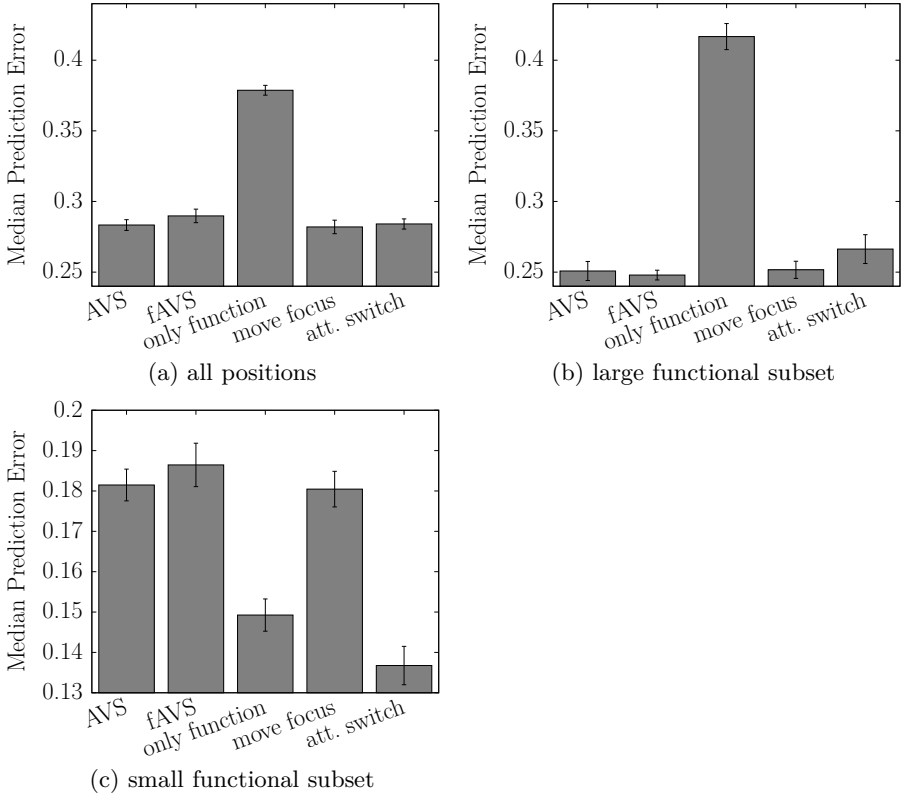 Median Prediction Error
0.4
0.35
0.3
0.25
AVS
fAVS
only function
move focus
att. switch
(a) all positions
Median Prediction Error
0.4
0.35
0.3
0.25
AVS
fAVS
only function
move focus
att. switch
(b) large functional subset
Median Prediction Error
0.2
0.19
0.18
0.17
0.16
0.15
0.14
0.13
AVS
fAVS
only function
move focus
att. switch
(c) small functional subset